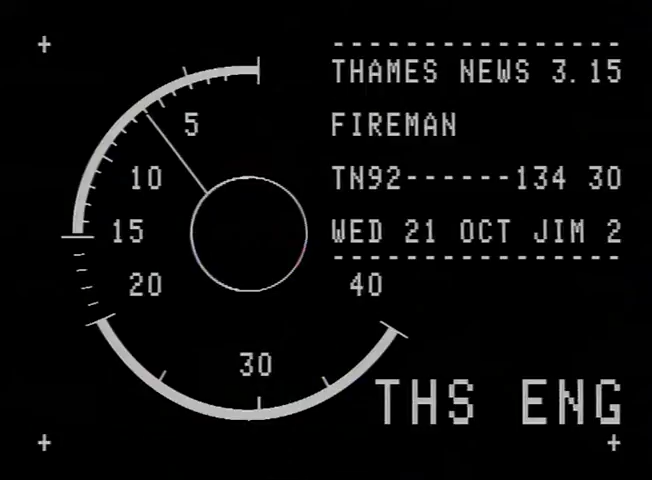 ----------------
THAMES NEWS 3.15
FIREMAN
TN92------134 30
WED 21 OCT JIM 2
----------------
5
10
15
20
40
30
THS ENG